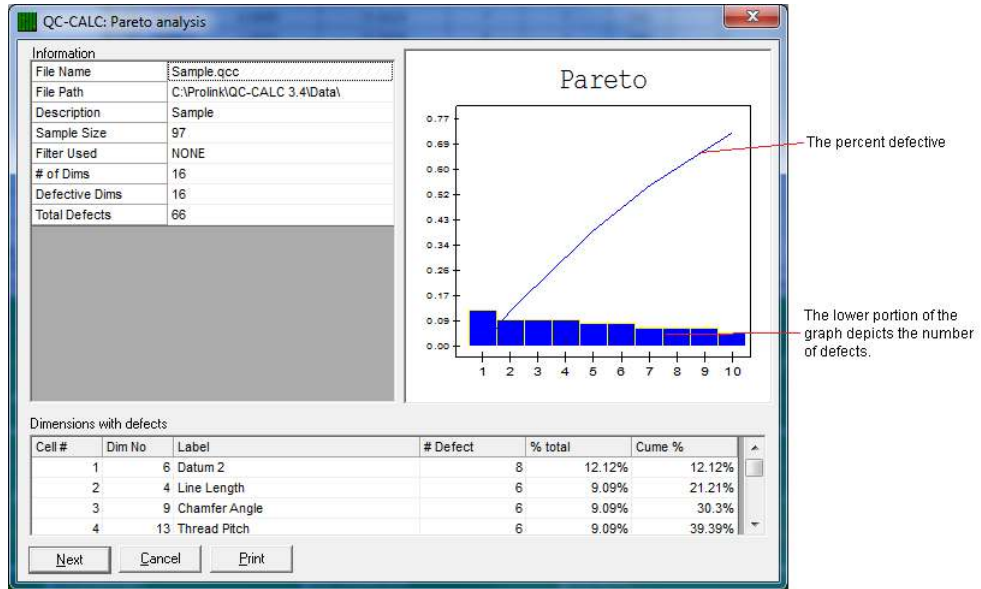 QC-CALC: Pareto analysis
Information
File Name Sample.qcc
File Path C:\Prolink\QC-CALC 3.4\Data\
Description Sample
Sample Size 97
Filter Used NONE
# of Dims 16
Defective Dims 16
Total Defects 66
Pareto
0.77
0.69
0.60
0.52
0.43
0.34
0.26
0.17
0.09
0.00
1 2 3 4 5 6 7 8 9 10
The percent defective
The lower portion of the
graph depicts the number
of defects.
Dimensions with defects
Cell # Dim No Label # Defect % total Cume %
1 6 Datum 2 8 12.12% 12.12%
2 4 Line Length 6 9.09% 21.21%
3 9 Chamfer Angle 6 9.09% 30.3%
4 13 Thread Pitch 6 9.09% 39.39%
Next Cancel Print